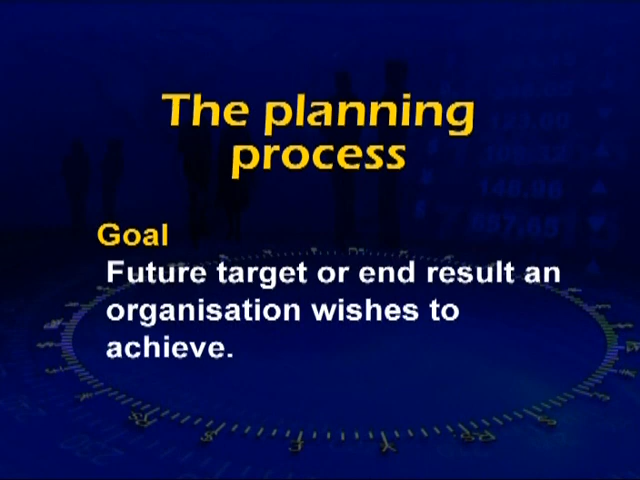 The planning
process
Goal
Future target or end result an
organisation wishes to
achieve.